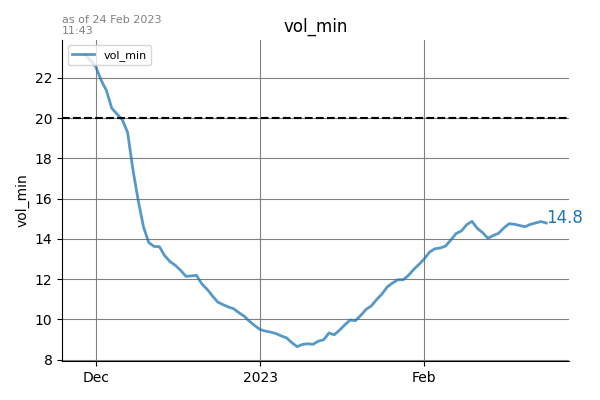 as of 24 Feb 2023
11:43
vol_min
vol_min
22
20
18
16
14
12
10
8
vol_min
14.8
Dec
2023
Feb